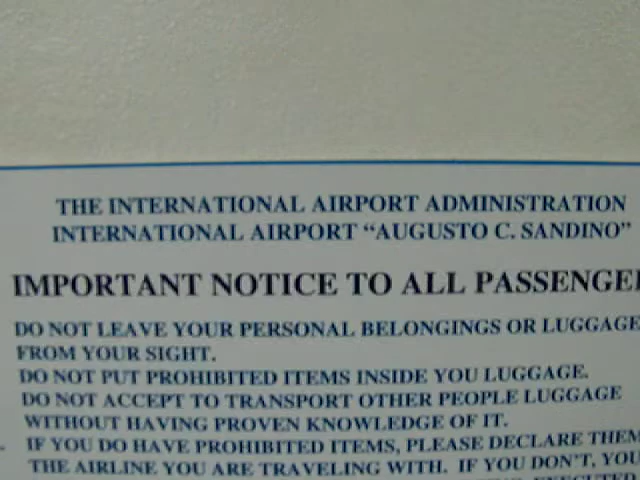 THE INTERNATIONAL AIRPORT ADMINISTRATION
INTERNATIONAL AIRPORT “AUGUSTO C. SANDINO”
IMPORTANT NOTICE TO ALL PASSENGE
DO NOT LEAVE YOUR PERSONAL BELONGINGS OR LUGGAGE
FROM YOUR SIGHT.
DO NOT PUT PROHIBITED ITEMS INSIDE YOU LUGGAGE.
DO NOT ACCEPT TO TRANSPORT OTHER PEOPLE LUGGAGE
WITHOUT HAVING PROVEN KNOWLEDGE OF IT.
IF YOU DO HAVE PROHIBITED ITEMS, PLEASE DECLARE THEM
THE AIRLINE YOU ARE TRAVELING WITH. IF YOU DON'T, YOU